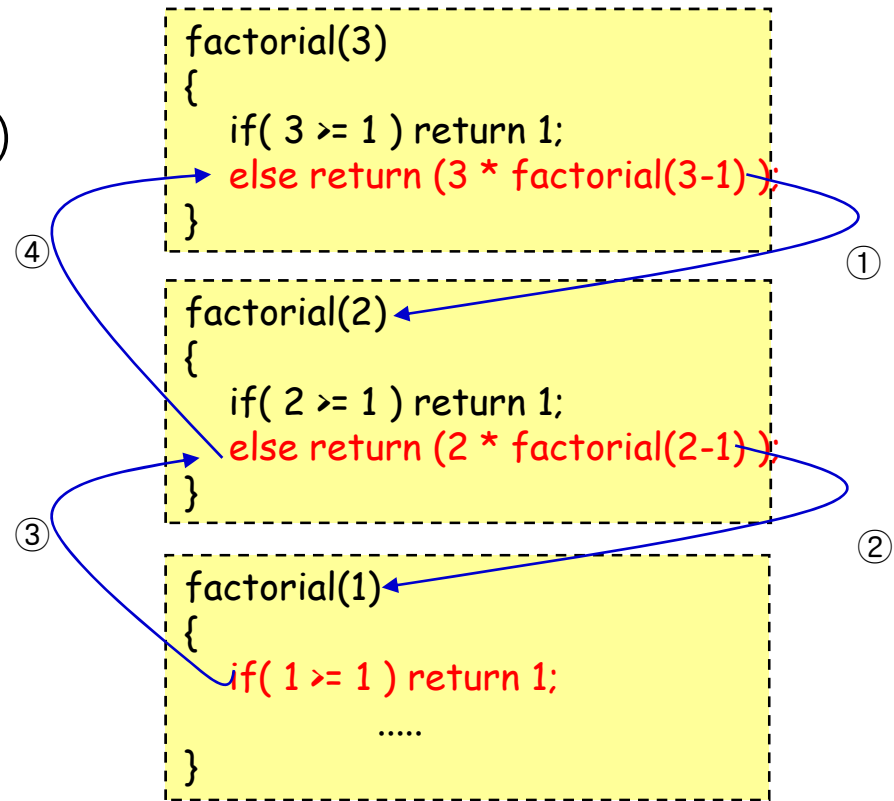 factorial(3)
{
if( 3 >= 1 ) return 1;
)
else return (3 * factorial(3-1) );
}
④
①
factorial(2)
{
if( 2 >= 1 ) return 1;
else return (2 * factorial(2-1) );
}
③
②
factorial(1)
{
if( 1 >= 1 ) return 1;
.....
}